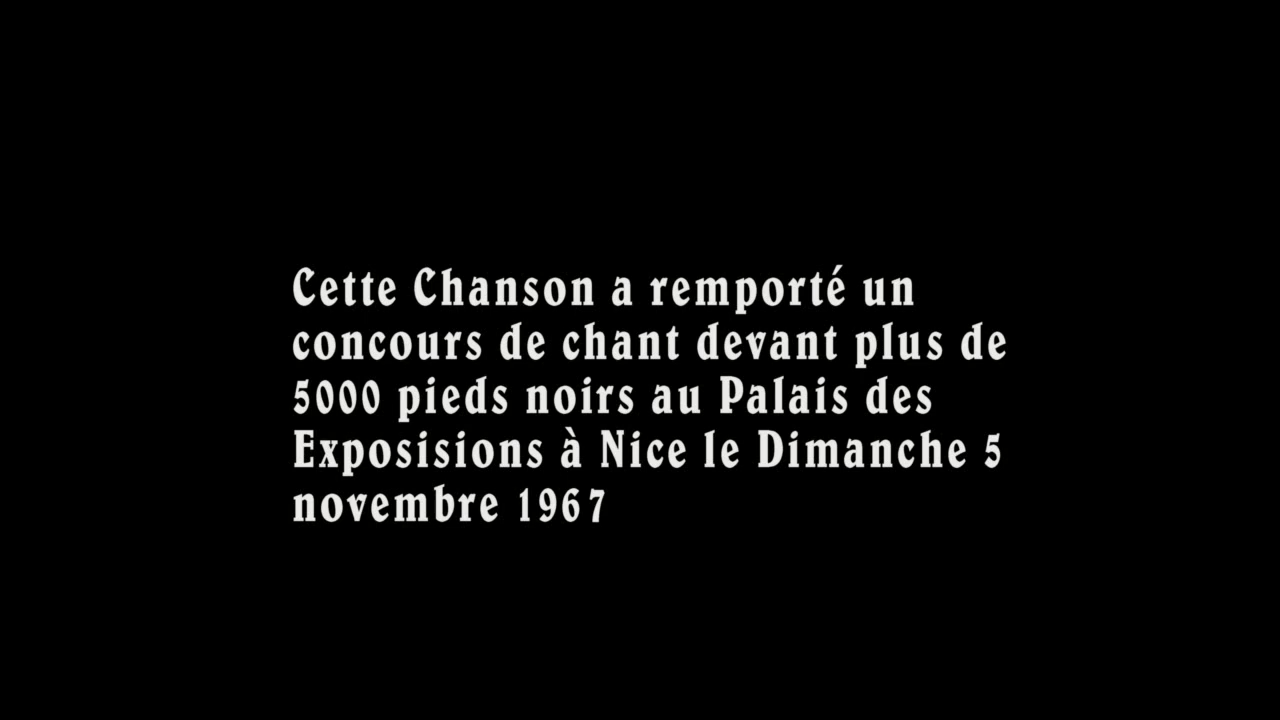 Cette Chanson a remporté un
concours de chant devant plus de
5000 pieds noirs au Palais des
Exposisions à Nice le Dimanche 5
novembre 1967